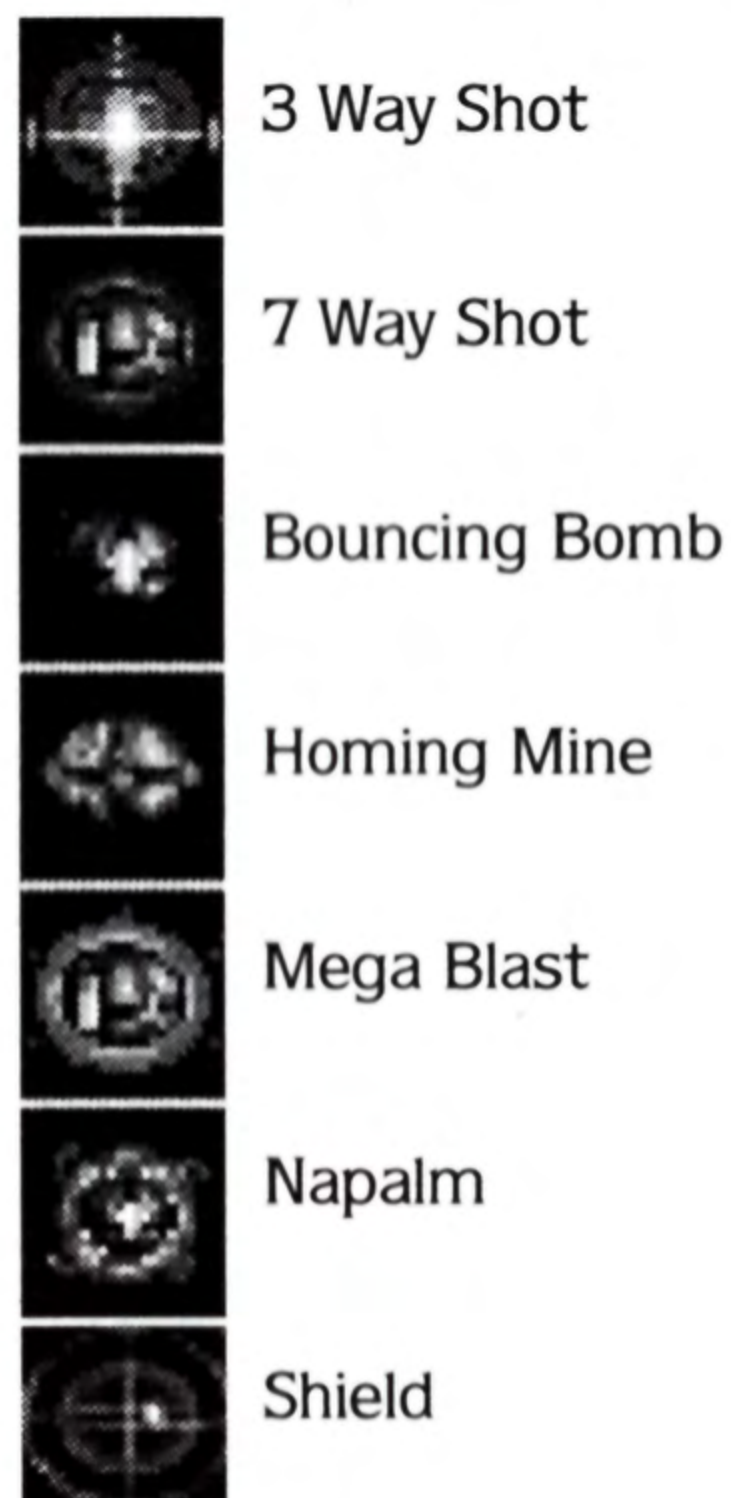 3 Way Shot
7 Way Shot
Bouncing Bomb
Homing Mine
Mega Blast
Napalm
Shield